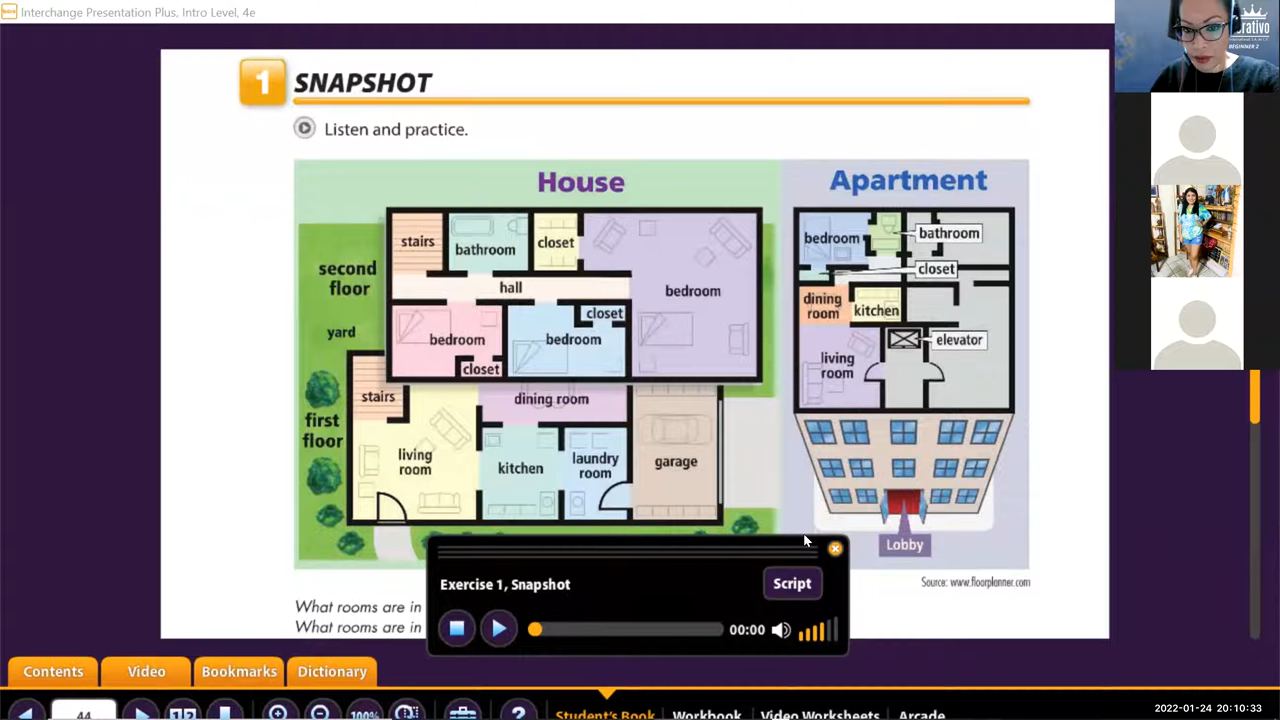 Interchange Presentation Plus, Intro Level, 4e
BEGINNER 2
1 SNAPSHOT
Listen and practice.
House
Apartment
stairs
bathroom
closet
bedroom
bathroom
second
floor
hall
bedroom
closet
closet
dining
room
kitchen
yard
bedroom
bedroom
elevator
closet
living
room
stairs
dining room
first
floor
living
room
kitchen
laundry
room
garage
Lobby
Source: www.floorplanner.com
Exercise 1, Snapshot
Script
What rooms are in
What rooms are in
00:00
Contents
Video
Bookmarks
Dictionary
44
1 2
100%
?
Student's Book
Workbook
Video Worksheets
Arcade
2022-01-24 20:10:33